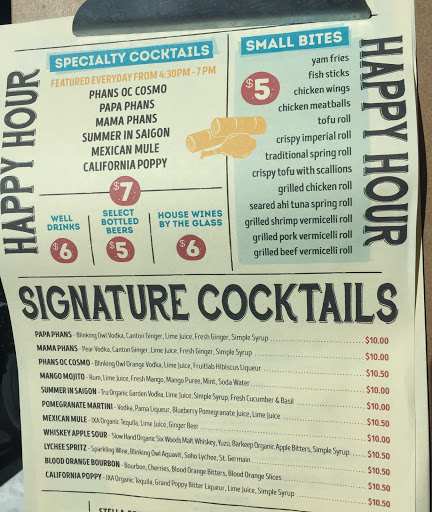 HAPPY HOUR
SPECIALTY COCKTAILS
FEATURED EVERYDAY FROM 4:30PM - 7PM
PHANS OC COSMO
PAPA PHANS
MAMA PHANS
SUMMER IN SAIGON
MEXICAN MULE
CALIFORNIA POPPY
$7
WELL
DRINKS
$6
SELECT
BOTTLED
BEERS
$5
HOUSE WINES
BY THE GLASS
$6
SMALL BITES
$5
yam fries
fish sticks
chicken wings
chicken meatballs
tofu roll
crispy imperial roll
traditional spring roll
crispy tofu with scallions
grilled chicken roll
seared ahi tuna spring roll
grilled shrimp vermicelli roll
grilled pork vermicelli roll
grilled beef vermicelli roll
HAPPY HOUR
SIGNATURE COCKTAILS
PAPA PHANS - Blinking Owl Vodka, Canton Ginger, Lime Juice, Fresh Ginger, Simple Syrup $10.00
MAMA PHANS - Pear Vodka, Canton Ginger, Lime Juice, Fresh Ginger, Simple Syrup $10.00
PHANS OC COSMO - Blinking Owl Orange Vodka, Lime Juice, Fruitlab Hibiscus Liqueur $10.50
MANGO MOJITO - Rum, Lime Juice, Fresh Mango, Mango Puree, Mint, Soda Water $10.00
SUMMER IN SAIGON - Tru Organic Garden Vodka, Lime Juice, Simple Syrup, Fresh Cucumber & Basil $10.00
POMEGRANATE MARTINI - Vodka, Pama Liqueur, Blueberry Pomegranate Juice, Lime Juice $10.50
MEXICAN MULE - IXA Organic Tequila, Lime Juice, Ginger Beer $10.50
WHISKEY APPLE SOUR - Slow Hand Organic Six Woods Malt Whiskey, Yuzu, Barkeep Organic Apple Bitters, Simple Syrup $10.50
LYCHEE SPRITZ - Sparkling Wine, Blinking Owl Aquavit, Soho Lychee, St. Germain $10.50
BLOOD ORANGE BOURBON - Bourbon, Cherries, Blood Orange Bitters, Blood Orange Slices $10.50
CALIFORNIA POPPY - IXA Organic Tequila, Grand Poppy Bitter Liqueur, Lime Juice, Simple Syrup $10.50